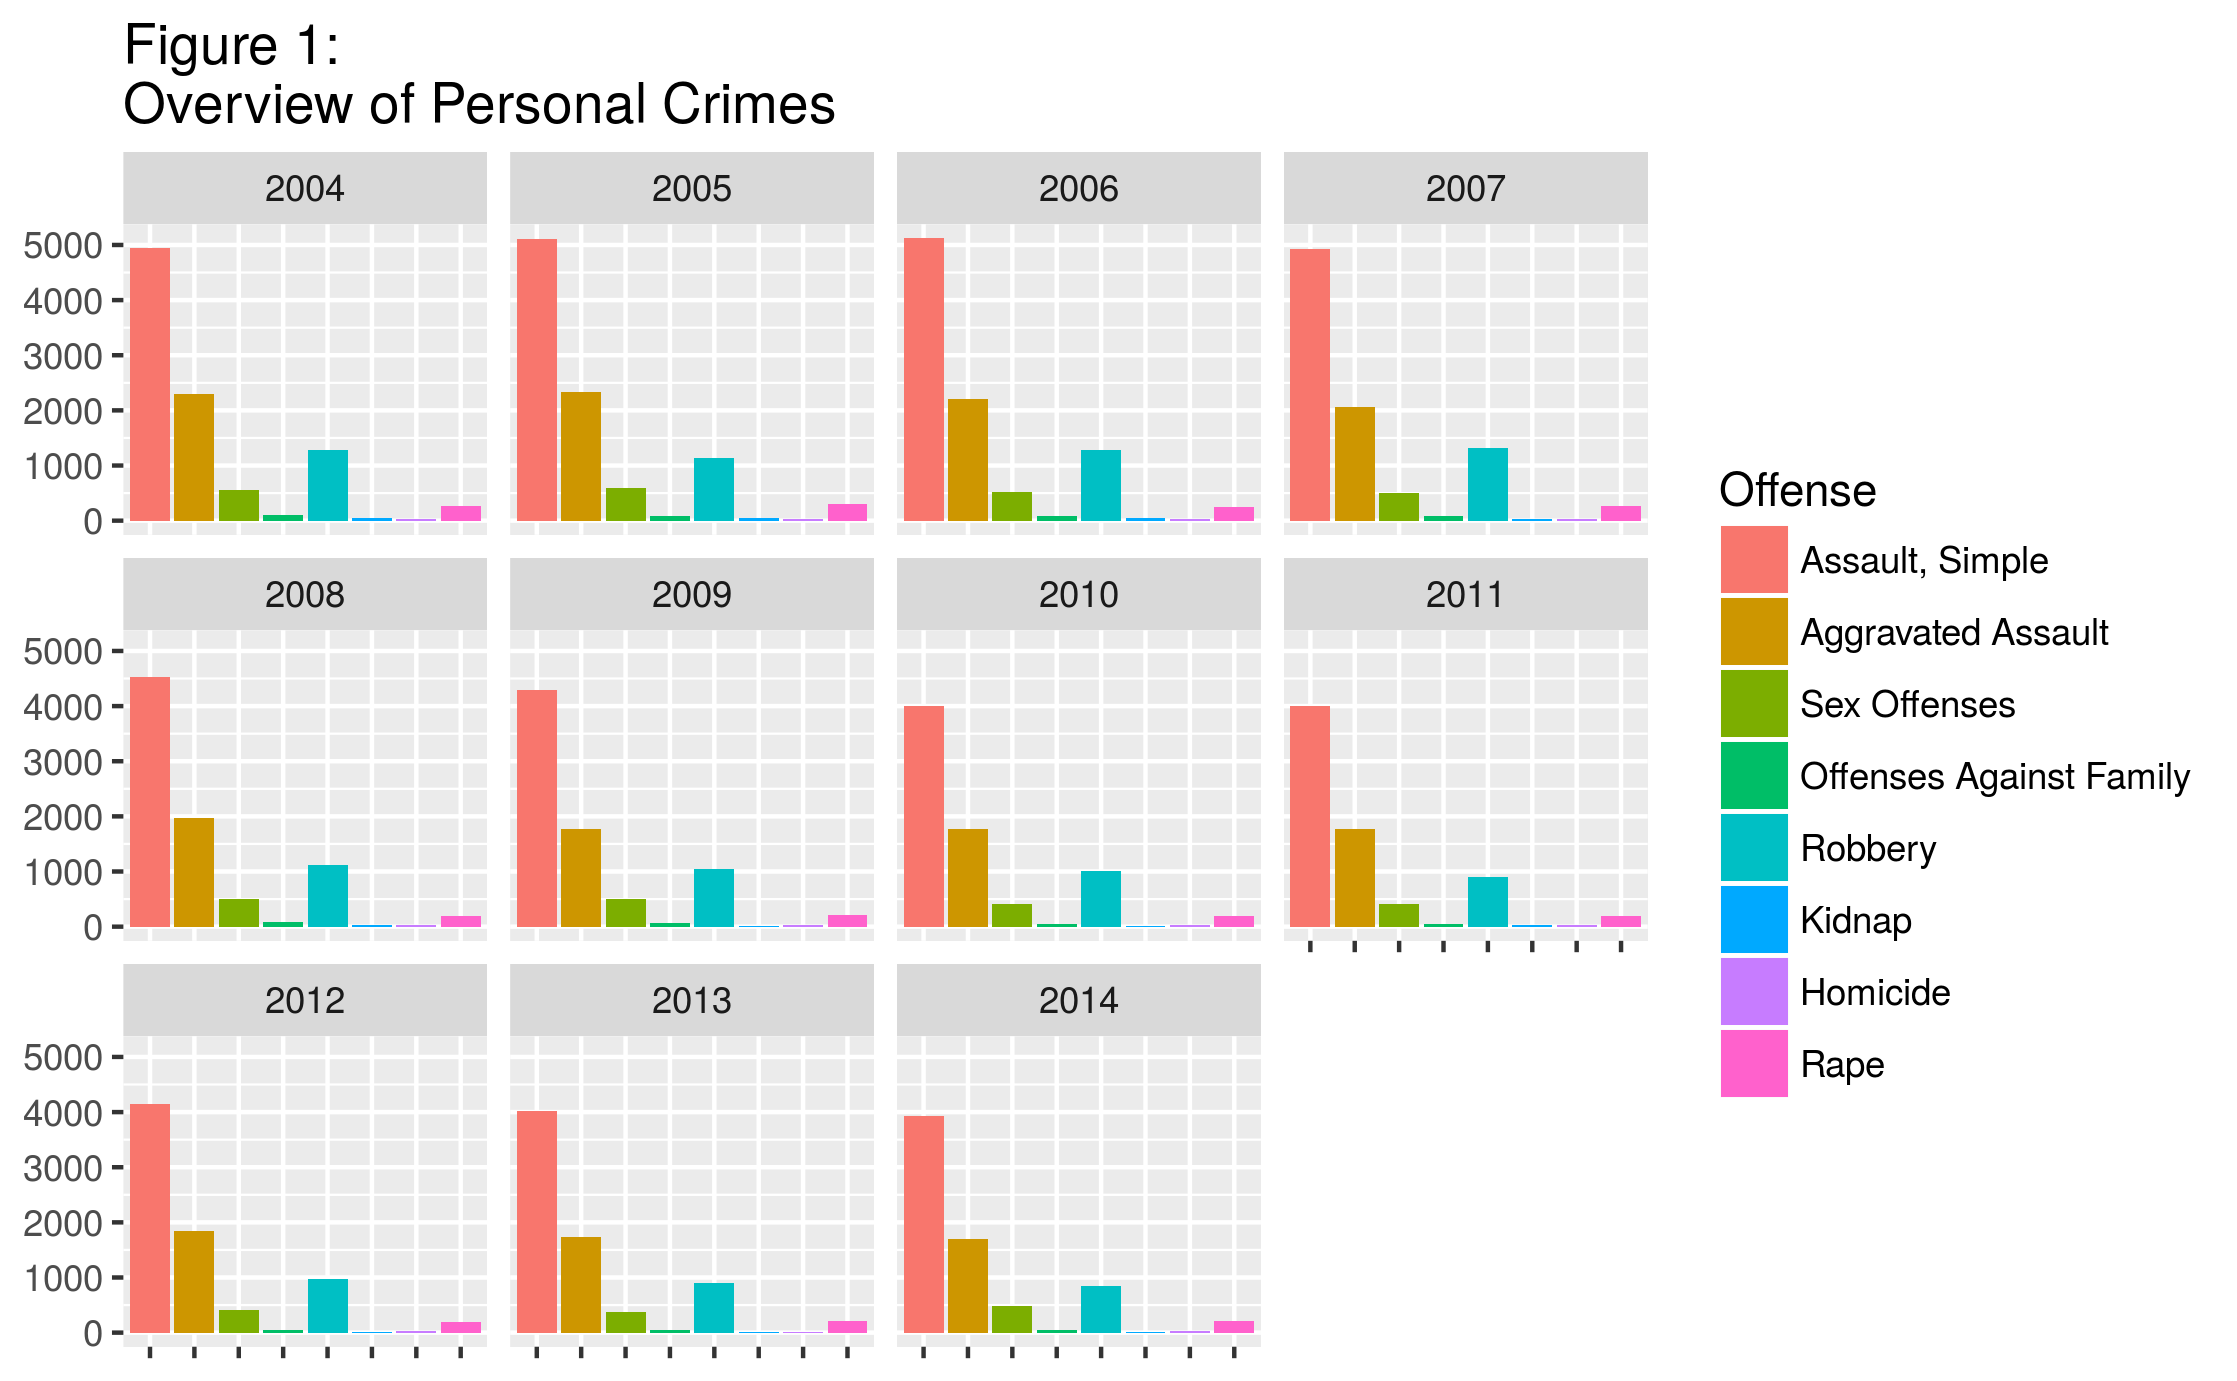 Figure 1:
Overview of Personal Crimes
2004 2005 2006 2007
5000
4000
3000
2000
1000
0
2008 2009 2010 2011
5000
4000
3000
2000
1000
0
2012 2013 2014
5000
4000
3000
2000
1000
0
Offense
Assault, Simple
Aggravated Assault
Sex Offenses
Offenses Against Family
Robbery
Kidnap
Homicide
Rape